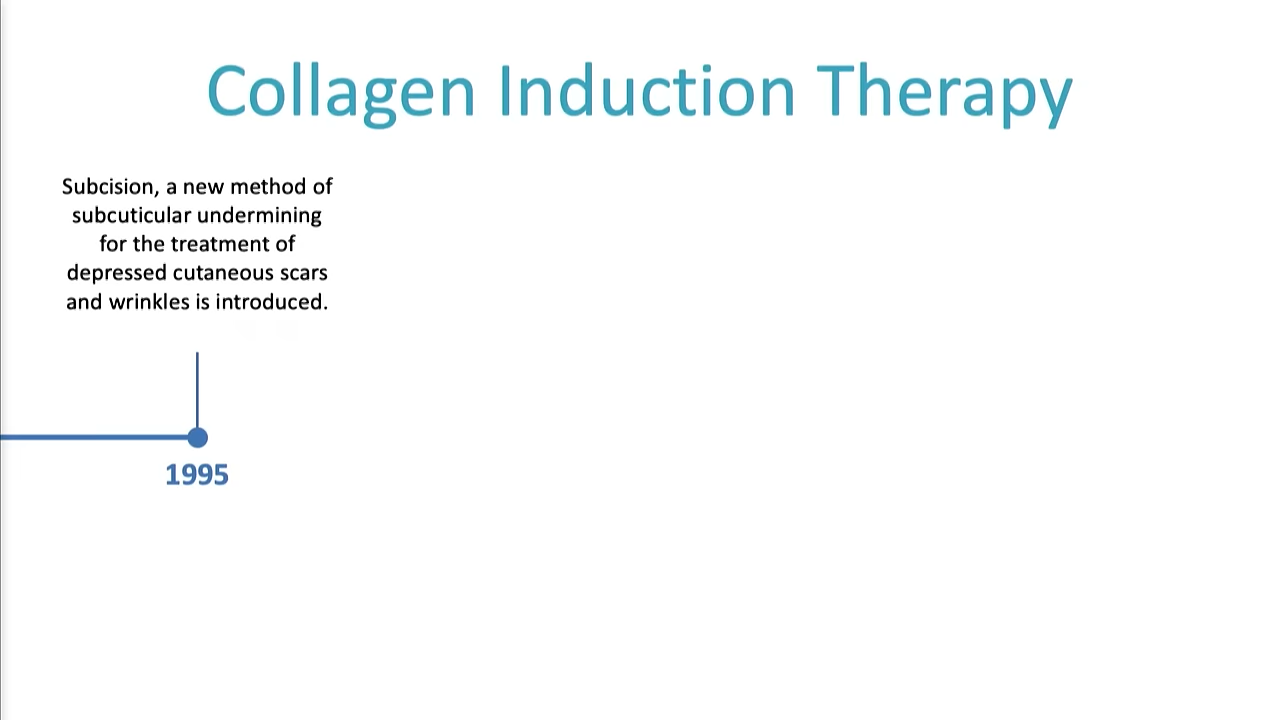 Collagen Induction Therapy
Subcision, a new method of
subcuticular undermining
for the treatment of
depressed cutaneous scars
and wrinkles is introduced.
1995